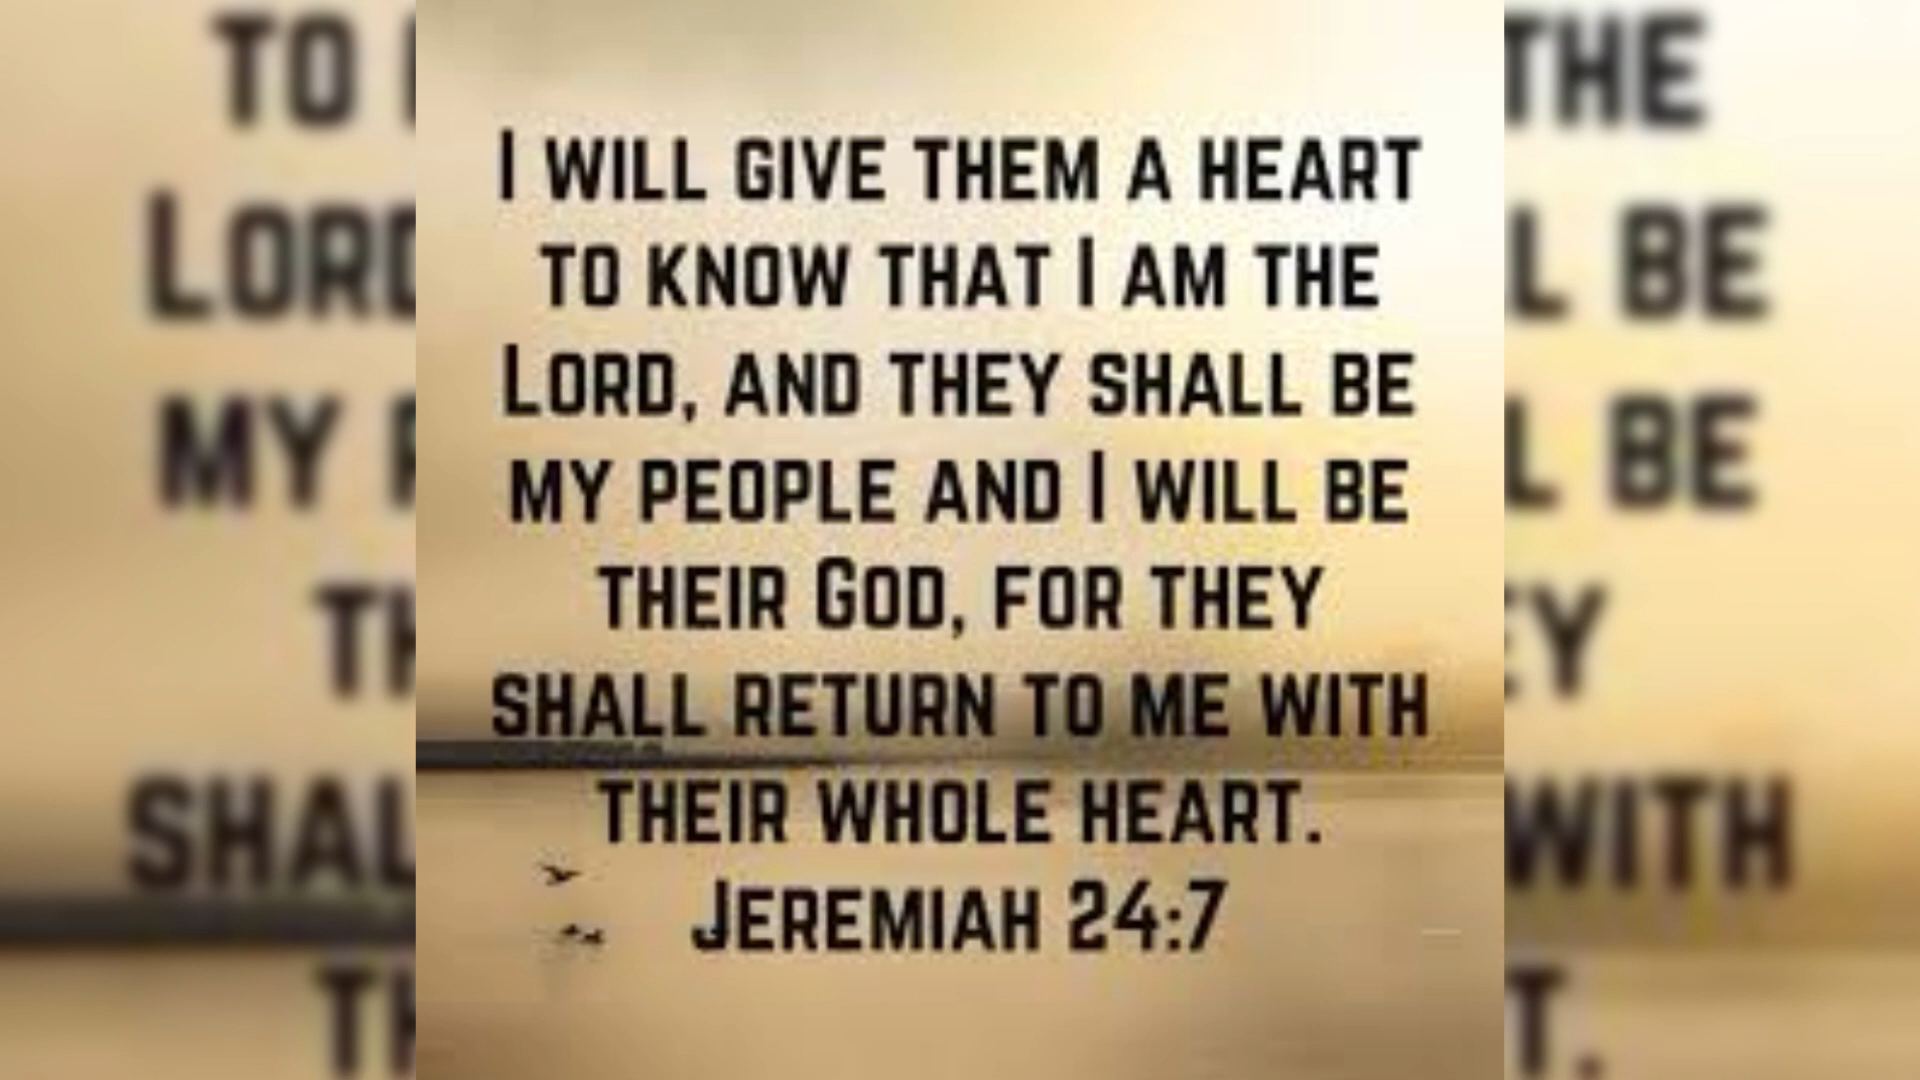 I WILL GIVE THEM A HEART
TO KNOW THAT I AM THE
LORD, AND THEY SHALL BE
MY PEOPLE AND I WILL BE
THEIR GOD, FOR THEY
SHALL RETURN TO ME WITH
THEIR WHOLE HEART.
JEREMIAH 24:7